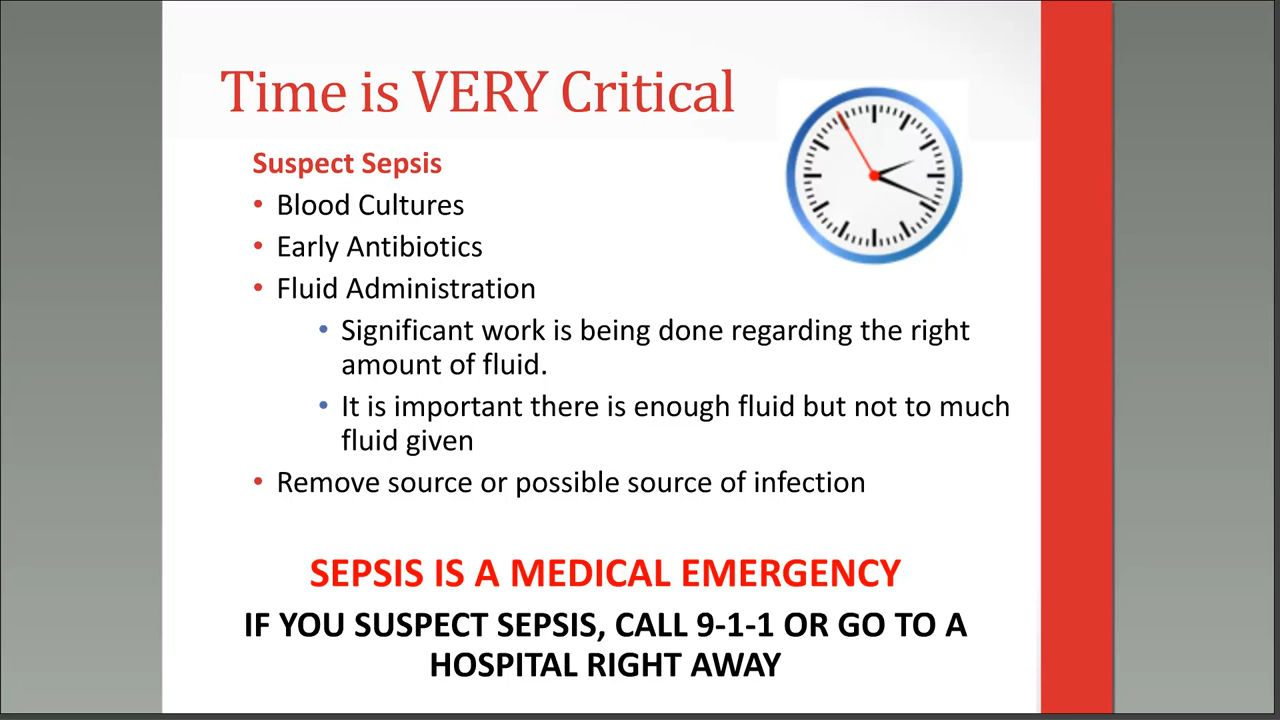 Time is VERY Critical
Suspect Sepsis
• Blood Cultures
• Early Antibiotics
• Fluid Administration
• Significant work is being done regarding the right
amount of fluid.
• It is important there is enough fluid but not to much
fluid given
• Remove source or possible source of infection
SEPSIS IS A MEDICAL EMERGENCY
IF YOU SUSPECT SEPSIS, CALL 9-1-1 OR GO TO A
HOSPITAL RIGHT AWAY